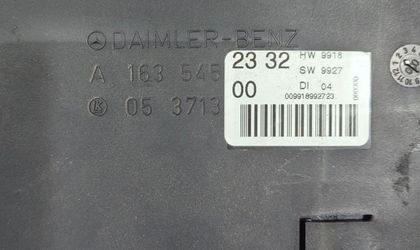 DAIMLER-BENZ
A 163 545 23 32
05 3713 00
HW 9918
SW 9927
DI 04
009918992723